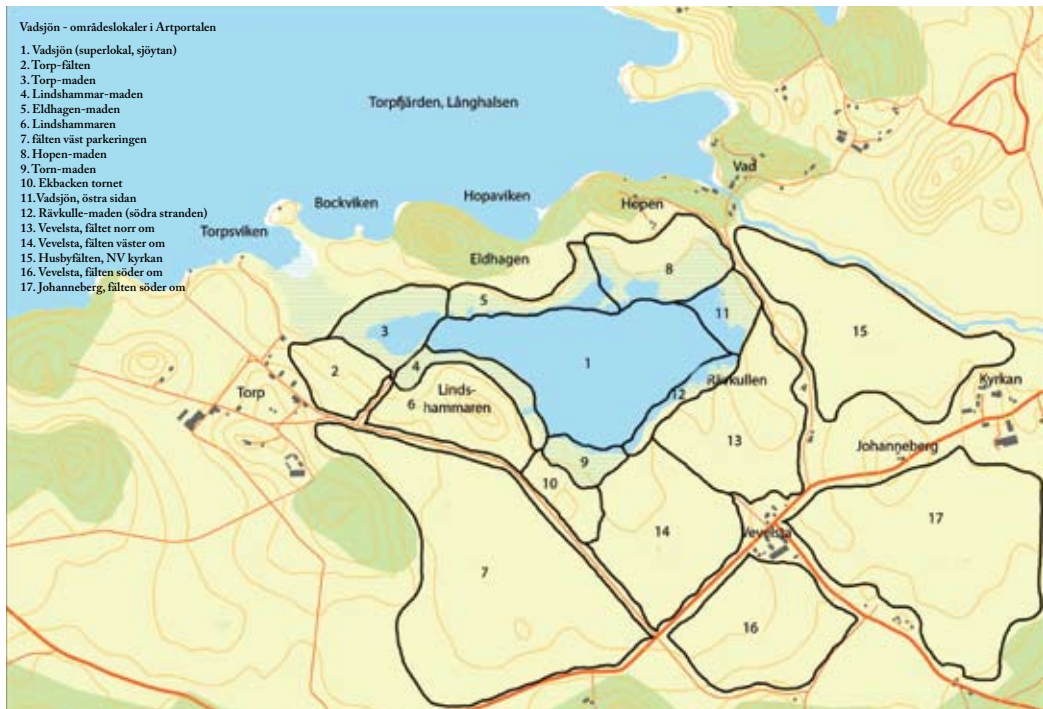 Vadsjön - områdeslokaler i Artportalen
1. Vadsjön (superlokal, sjöytan)
2. Torp-fälten
3. Torp-maden
4. Lindshammar-maden
5. Eldhagen-maden
6. Lindshammaren
7. fälten väst parkeringen
8. Hopen-maden
9. Torn-maden
10. Ekbacken tornet
11.Vadsjön, östra sidan
12. Rävkulle-maden (södra stranden)
13. Vevelsta, fältet norr om
14. Vevelsta, fälten väster om
15. Husbyfälten, NV kyrkan
16. Vevelsta, fälten söder om
17. Johanneberg, fälten söder om
Torpfjärden, Långhalsen
Vad
Hopaviken
Bockviken
Hopen
Torpsviken
Eldhagen
8
5
11
3
15
1
4
2
Rävkullen
Kyrkan
Torp
12
6
Linds-
hammaren
13
Johanneberg
9
10
14
17
Vevelsta
7
16